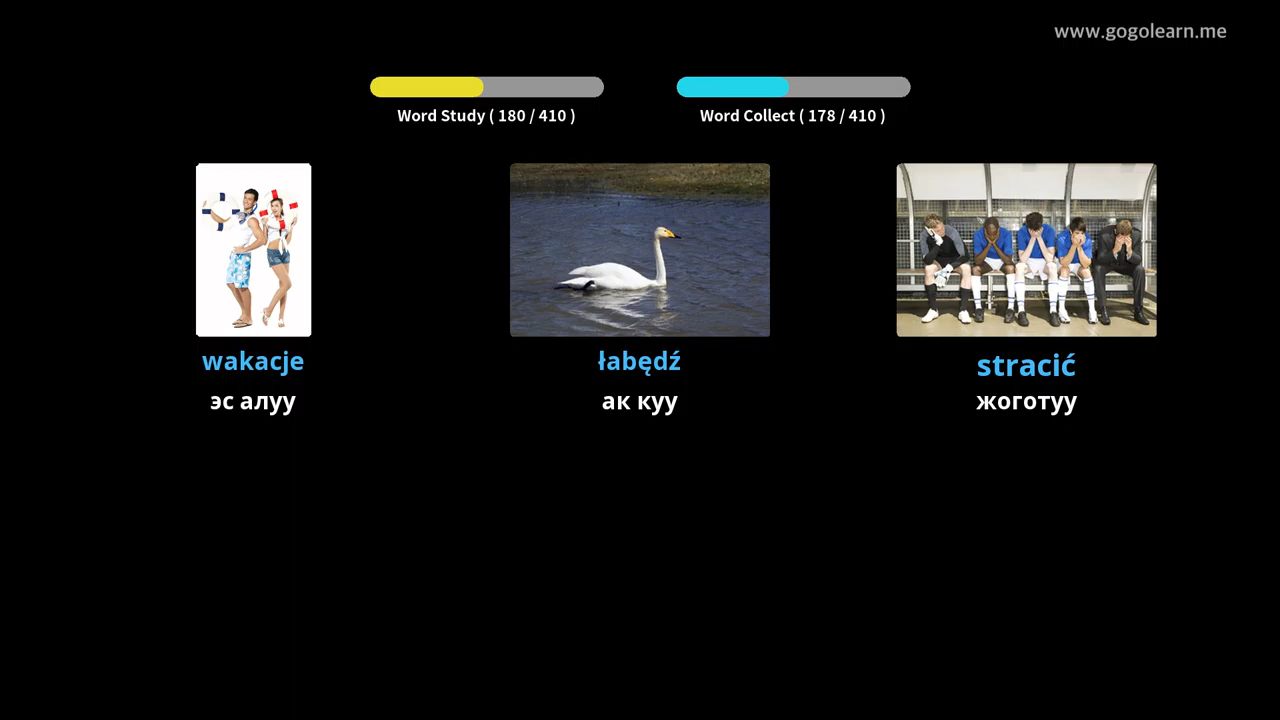 www.gogolearn.me
Word Study ( 180 / 410 )
Word Collect ( 178 / 410 )
wakacje
эс алуу
łabędź
ак куу
stracić
жоготуу